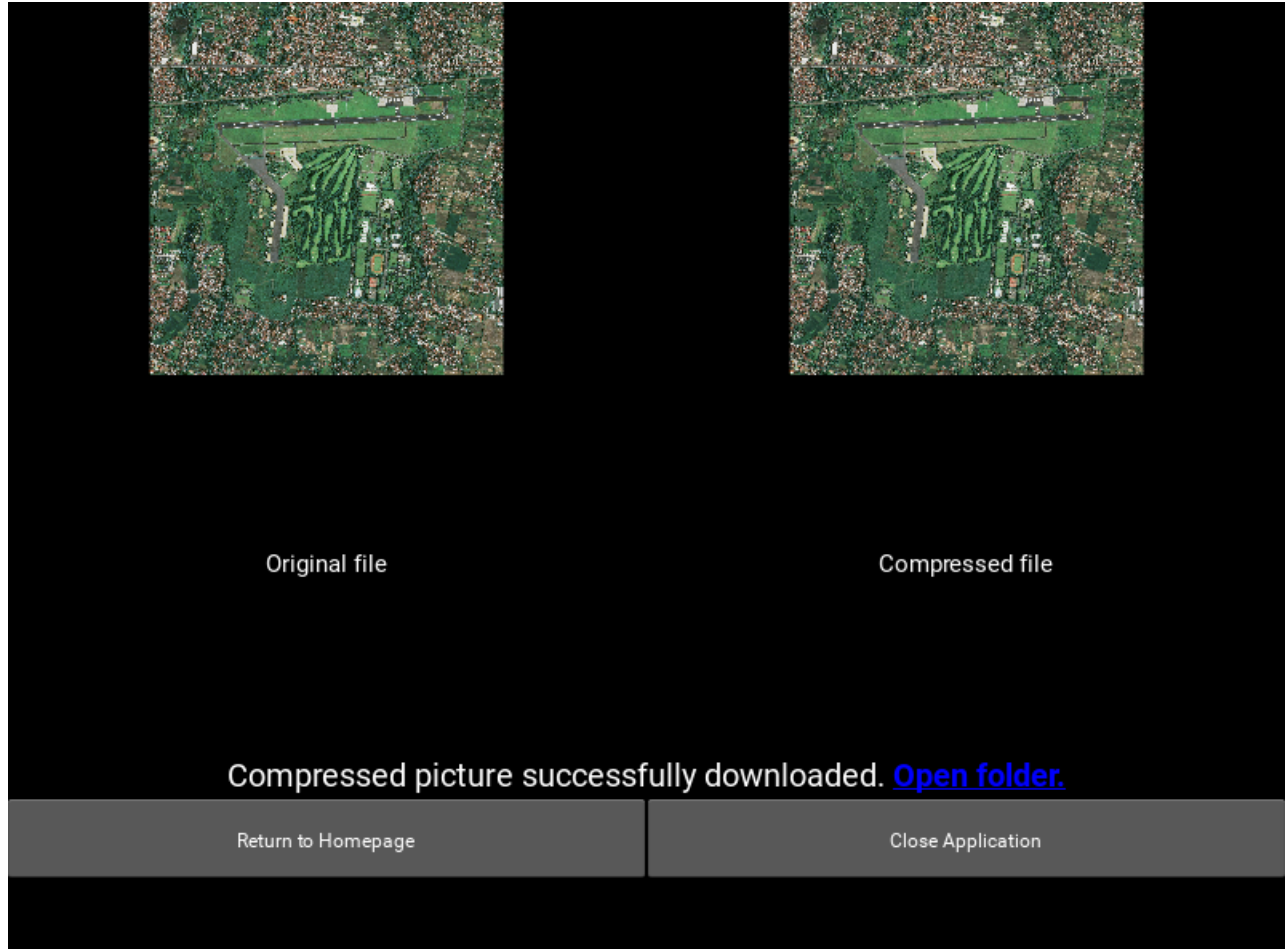 Original file
Compressed file
Compressed picture successfully downloaded. Open folder.
Return to Homepage
Close Application